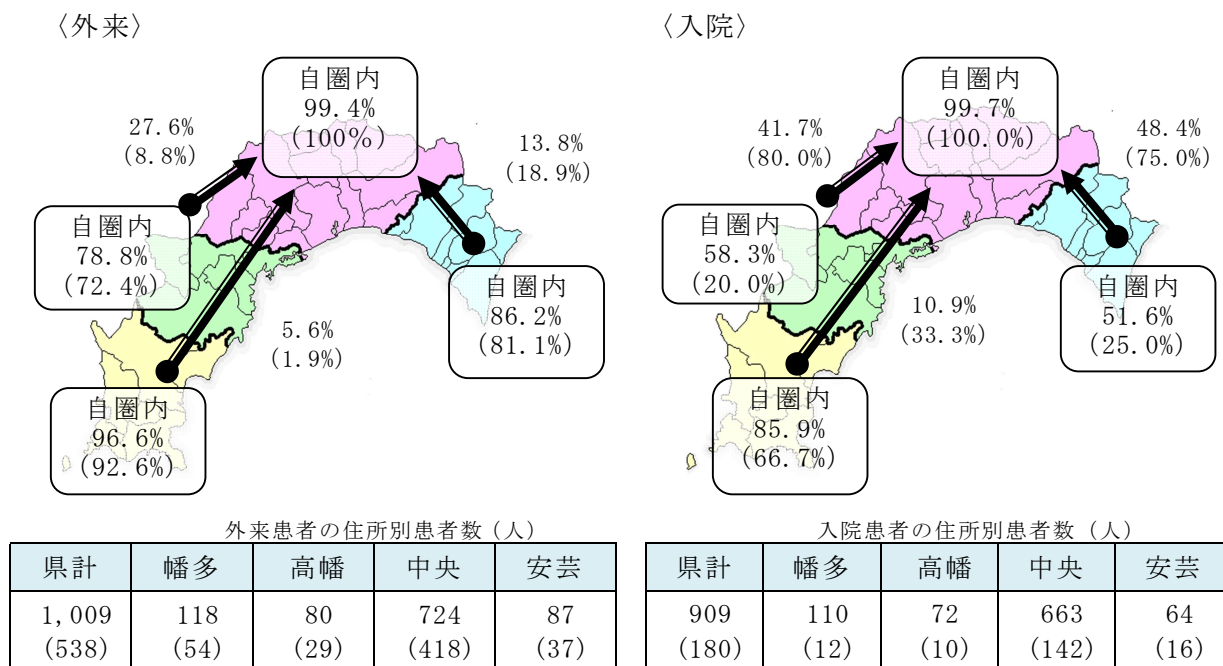 〈外来〉
自圏内
99.4%
(100%)
27.6%
(8.8%)
13.8%
(18.9%)
自圏内
78.8%
(72.4%)
自圏内
86.2%
(81.1%)
5.6%
(1.9%)
自圏内
96.6%
(92.6%)
外来患者の住所別患者数(人)
県計 幡多 高幡 中央 安芸
1,009 118 80 724 87
(538) (54) (29) (418) (37)
〈入院〉
自圏内
99.7%
(100.0%)
41.7%
(80.0%)
48.4%
(75.0%)
自圏内
58.3%
(20.0%)
自圏内
51.6%
(25.0%)
10.9%
(33.3%)
自圏内
85.9%
(66.7%)
入院患者の住所別患者数(人)
県計 幡多 高幡 中央 安芸
909 110 72 663 64
(180) (12) (10) (142) (16)